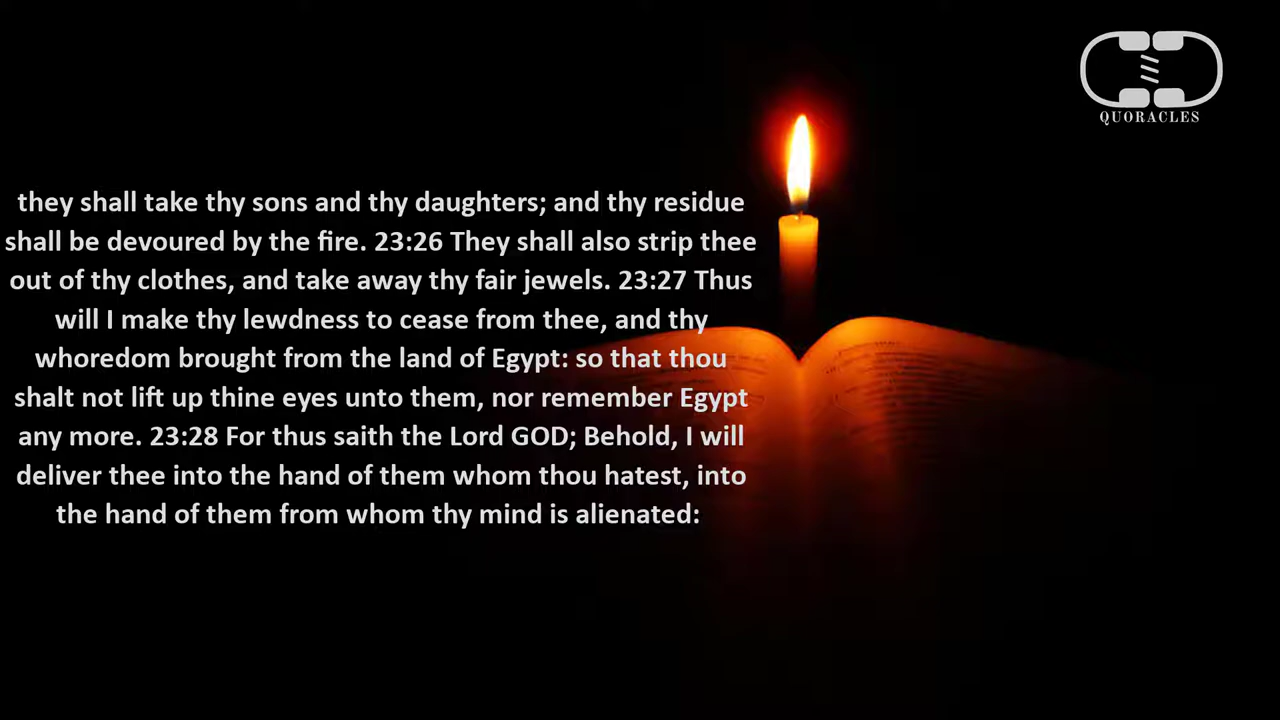 QUORACLES
they shall take thy sons and thy daughters; and thy residue
shall be devoured by the fire. 23:26 They shall also strip thee
out of thy clothes, and take away thy fair jewels. 23:27 Thus
will I make thy lewdness to cease from thee, and thy
whoredom brought from the land of Egypt: so that thou
shalt not lift up thine eyes unto them, nor remember Egypt
any more. 23:28 For thus saith the Lord GOD; Behold, I will
deliver thee into the hand of them whom thou hatest, into
the hand of them from whom thy mind is alienated: